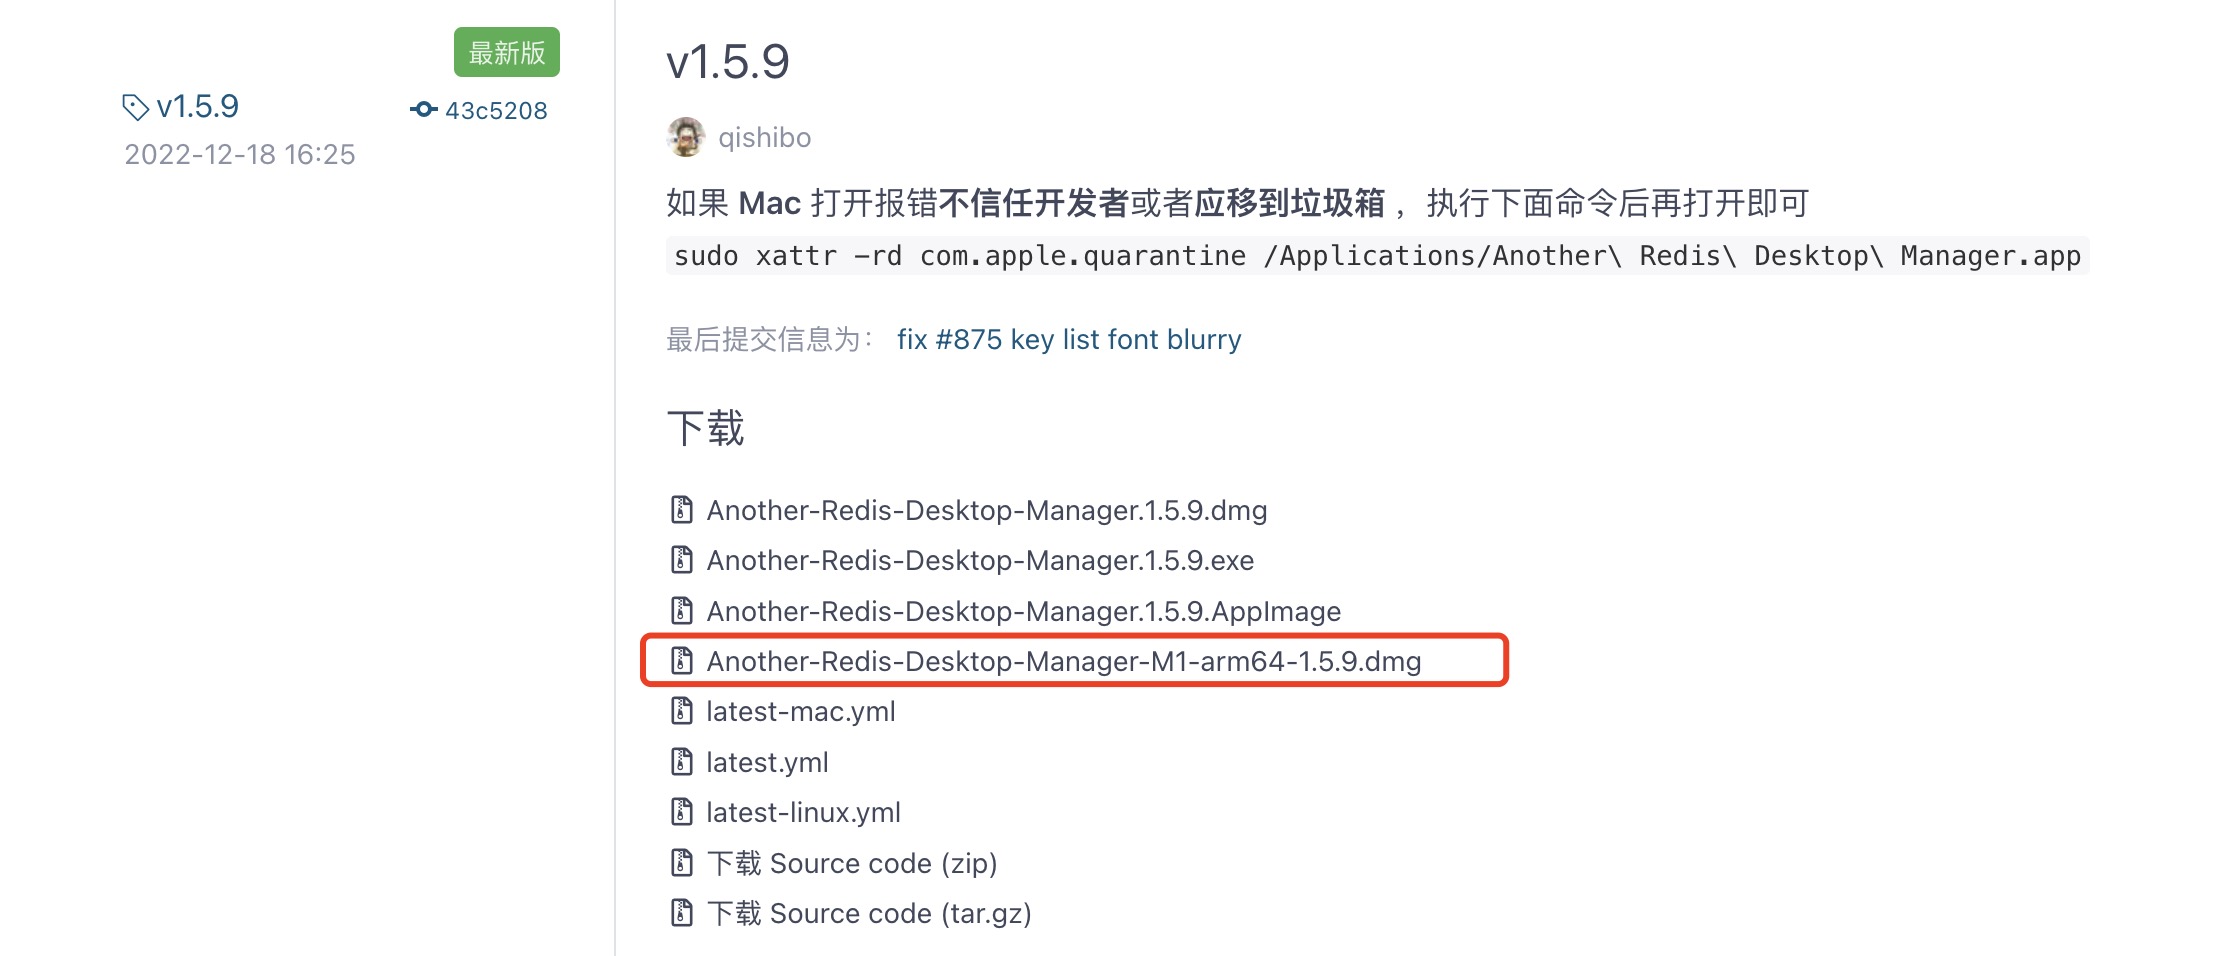 最新版
v1.5.9
43c5208
2022-12-18 16:25
v1.5.9
qishibo
如果 Mac 打开报错不信任开发者或者应移到垃圾箱 ，执行下面命令后再打开即可
sudo xattr -rd com.apple.quarantine /Applications/Another\ Redis\ Desktop\ Manager.app
最后提交信息为： fix #875 key list font blurry
下载
Another-Redis-Desktop-Manager.1.5.9.dmg
Another-Redis-Desktop-Manager.1.5.9.exe
Another-Redis-Desktop-Manager.1.5.9.AppImage
Another-Redis-Desktop-Manager-M1-arm64-1.5.9.dmg
latest-mac.yml
latest.yml
latest-linux.yml
下载 Source code (zip)
下载 Source code (tar.gz)